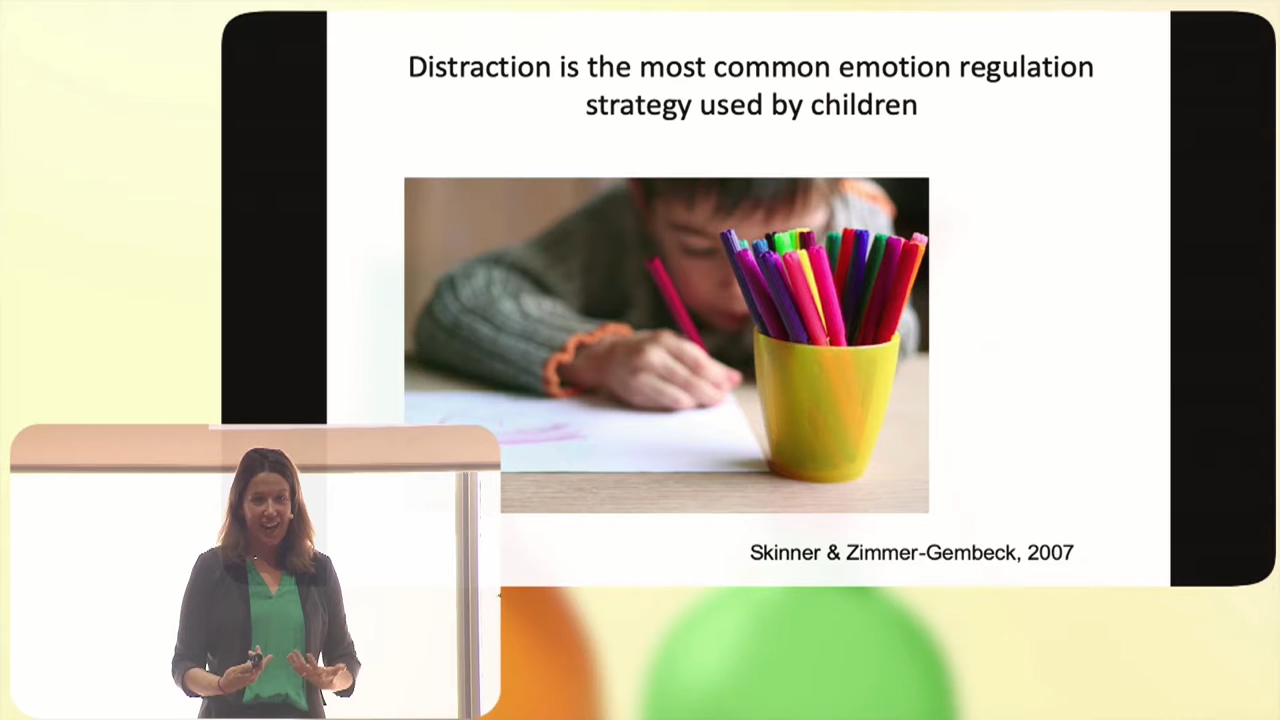 Distraction is the most common emotion regulation
strategy used by children
Skinner & Zimmer-Gembeck, 2007